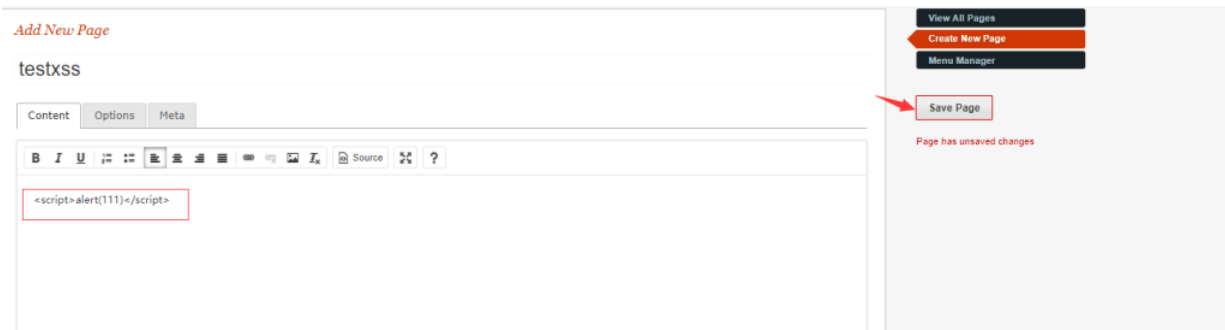 Add New Page
testxss
Content Options Meta
B I U Source ?
<script>alert(111)</script>
View All Pages
Create New Page
Menu Manager
Save Page
Page has unsaved changes